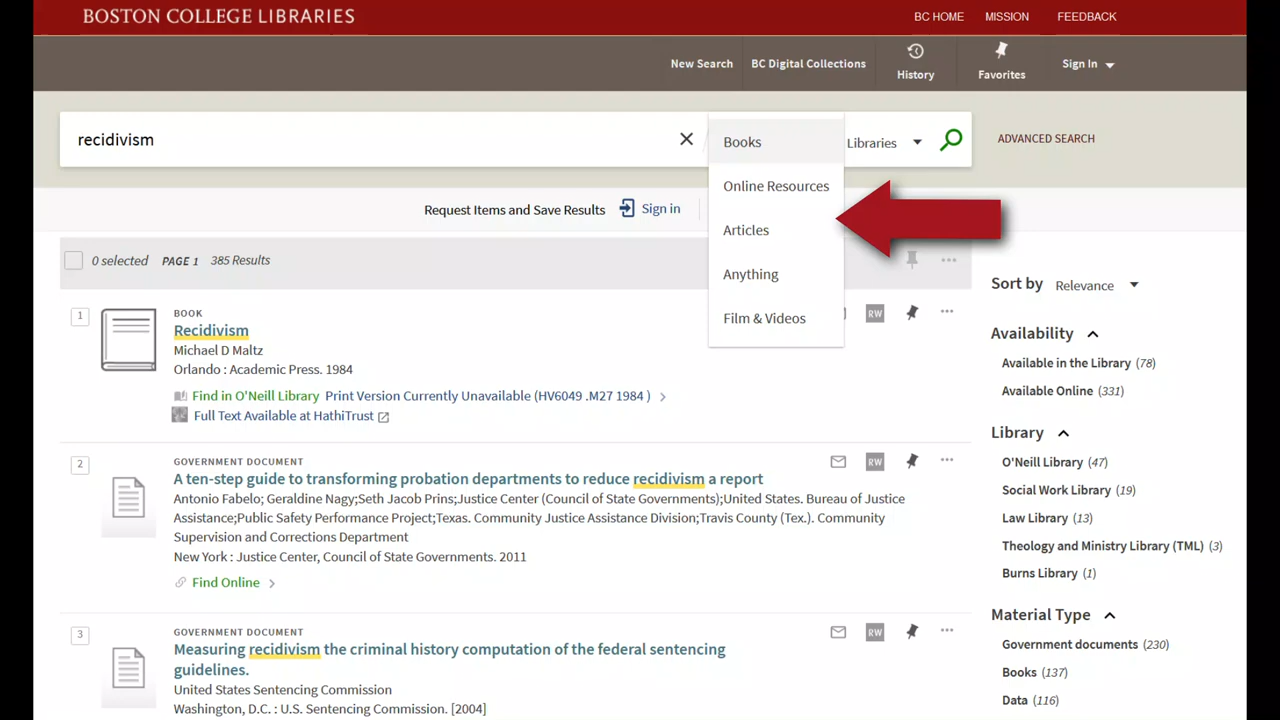 BOSTON COLLEGE LIBRARIES
BC HOME MISSION FEEDBACK
New Search BC Digital Collections History Favorites Sign In
recidivism
Books
Libraries
ADVANCED SEARCH
Online Resources
Articles
Anything
Film & Videos
Request Items and Save Results Sign in
0 selected PAGE 1 385 Results
1
BOOK
RW
Recidivism
Michael D Maltz
Orlando : Academic Press. 1984
Find in O'Neill Library Print Version Currently Unavailable (HV6049 .M27 1984 )
Full Text Available at HathiTrust
2
GOVERNMENT DOCUMENT
RW
A ten-step guide to transforming probation departments to reduce recidivism a report
Antonio Fabelo; Geraldine Nagy;Seth Jacob Prins;Justice Center (Council of State Governments);United States. Bureau of Justice
Assistance;Public Safety Performance Project;Texas. Community Justice Assistance Division;Travis County (Tex.). Community
Supervision and Corrections Department
New York : Justice Center, Council of State Governments. 2011
Find Online
3
GOVERNMENT DOCUMENT
RW
Measuring recidivism the criminal history computation of the federal sentencing
guidelines.
United States Sentencing Commission
Washington, D.C. : U.S. Sentencing Commission. [2004]
Sort by Relevance
Availability
Available in the Library (78)
Available Online (331)
Library
O'Neill Library (47)
Social Work Library (19)
Law Library (13)
Theology and Ministry Library (TML) (3)
Burns Library (1)
Material Type
Government documents (230)
Books (137)
Data (116)